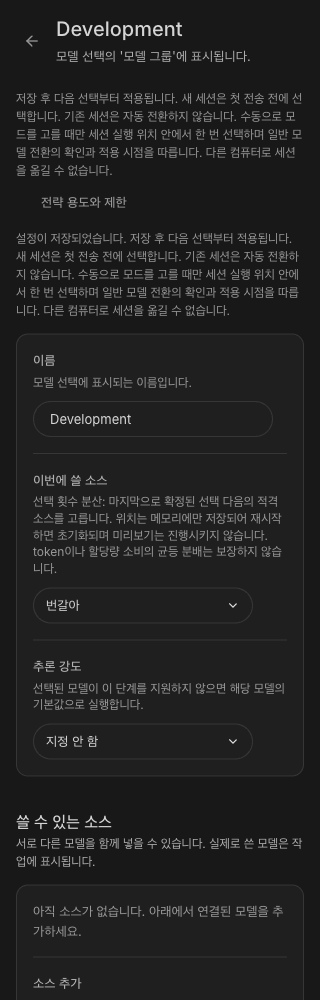 Development
모델 선택의 '모델 그룹'에 표시됩니다.
저장 후 다음 선택부터 적용됩니다. 새 세션은 첫 전송 전에 선
택합니다. 기존 세션은 자동 전환하지 않습니다. 수동으로 모
드를 고를 때만 세션 실행 위치 안에서 한 번 선택하며 일반 모
델 전환의 확인과 적용 시점을 따릅니다. 다른 컴퓨터로 세션
을 옮길 수 없습니다.
전략 용도와 제한
설정이 저장되었습니다. 저장 후 다음 선택부터 적용됩니다.
새 세션은 첫 전송 전에 선택합니다. 기존 세션은 자동 전환하
지 않습니다. 수동으로 모드를 고를 때만 세션 실행 위치 안에
서 한 번 선택하며 일반 모델 전환의 확인과 적용 시점을 따릅
니다. 다른 컴퓨터로 세션을 옮길 수 없습니다.
이름
모델 선택에 표시되는 이름입니다.
Development
이번에 쓸 소스
선택 횟수 분산: 마지막으로 확정된 선택 다음의 적격
소스를 고릅니다. 위치는 메모리에만 저장되어 재시작
하면 초기화되며 미리보기는 진행시키지 않습니다.
token이나 할당량 소비의 균등 분배는 보장하지 않습
니다.
번갈아
추론 강도
선택된 모델이 이 단계를 지원하지 않으면 해당 모델의
기본값으로 실행합니다.
지정 안 함
쓸 수 있는 소스
서로 다른 모델을 함께 넣을 수 있습니다. 실제로 쓴 모델은 작
업에 표시됩니다.
아직 소스가 없습니다. 아래에서 연결된 모델을 추
가하세요.
소스 추가